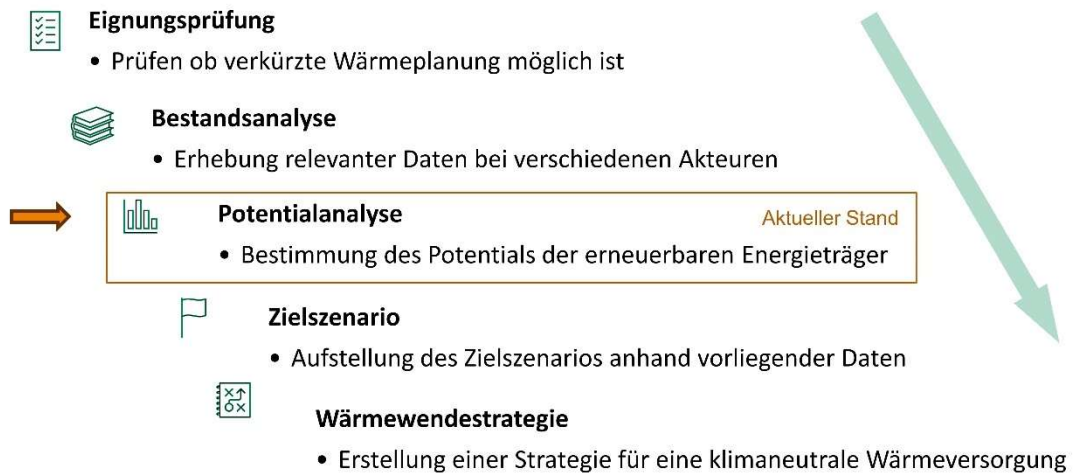 Eignungsprüfung
• Prüfen ob verkürzte Wärmeplanung möglich ist
Bestandsanalyse
• Erhebung relevanter Daten bei verschiedenen Akteuren
Potentialanalyse
Aktueller Stand
• Bestimmung des Potentials der erneuerbaren Energieträger
Zielszenario
• Aufstellung des Zielszenarios anhand vorliegender Daten
Wärmewendestrategie
• Erstellung einer Strategie für eine klimaneutrale Wärmeversorgung